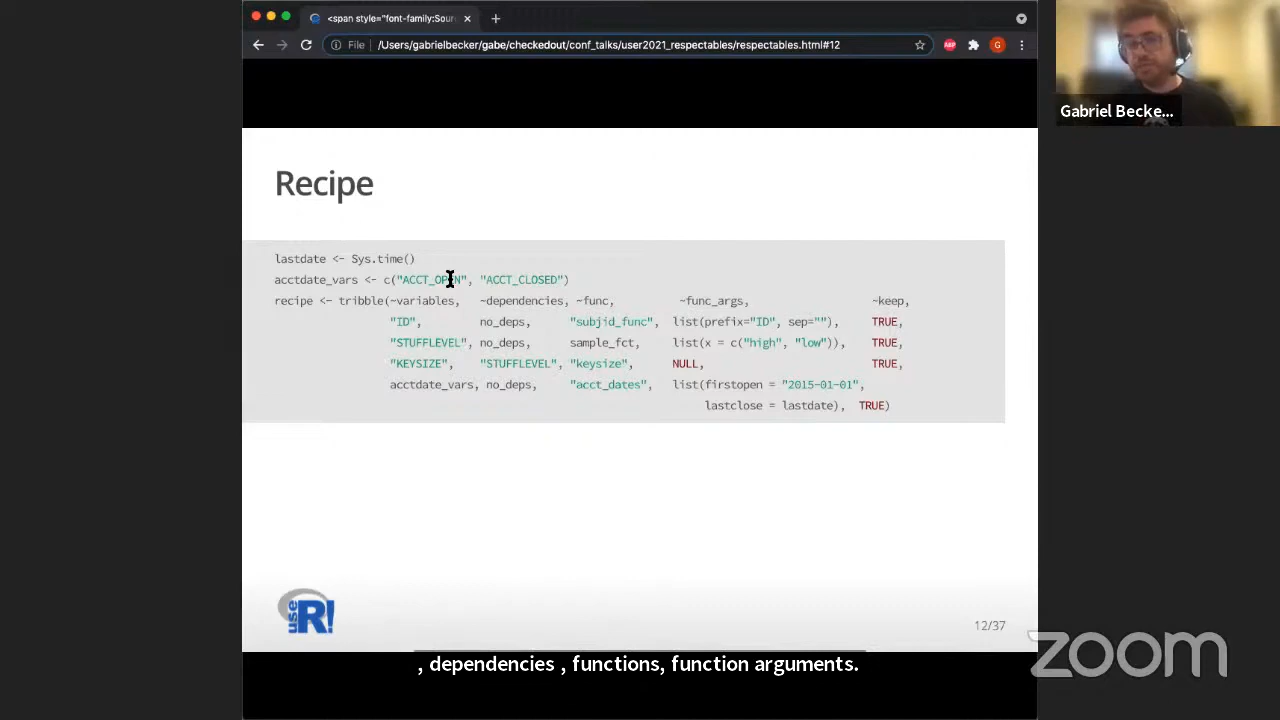 <span style="font-family:Sour
File
/Users/gabrielbecker/gabe/checkedout/conf_talks/user2021_respectables/respectables.html#12
ABP
G
Gabriel Becke...
Recipe
lastdate <- Sys.time()
acctdate_vars <- c("ACCT_OPEN", "ACCT_CLOSED")
recipe <- tribble(~variables, ~dependencies, ~func, ~func_args, ~keep,
"ID", no_deps, "subjid_func", list(prefix="ID", sep=""), TRUE,
"STUFFLEVEL", no_deps, sample_fct, list(x = c("high", "low")), TRUE,
"KEYSIZE", "STUFFLEVEL", "keysize", NULL, TRUE,
acctdate_vars, no_deps, "acct_dates", list(firstopen = "2015-01-01",
lastclose = lastdate), TRUE)
use R!
12/37
zoom
, dependencies , functions, function arguments.